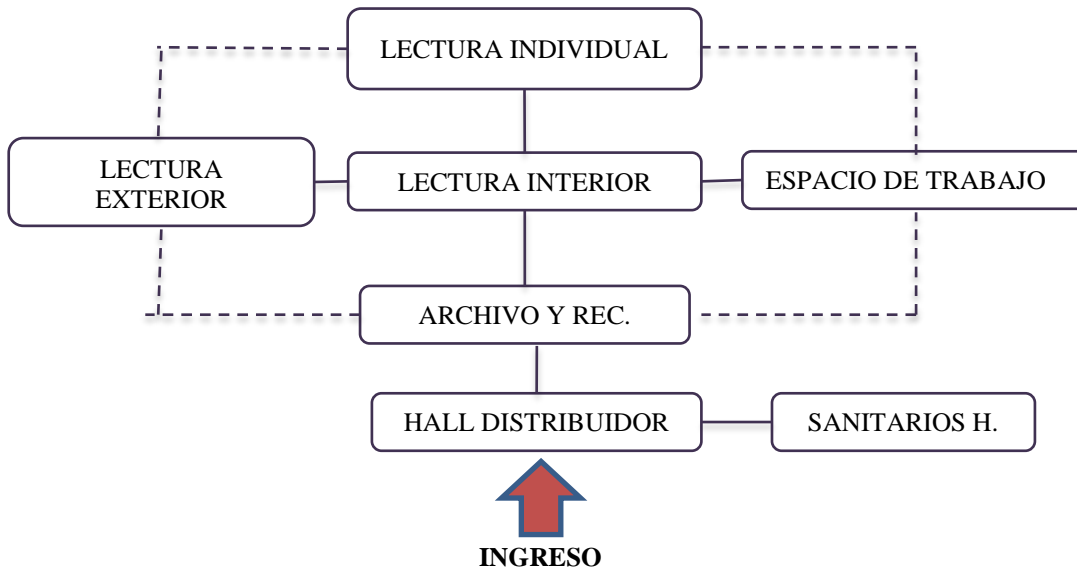 LECTURA INDIVIDUAL
LECTURA
EXTERIOR
LECTURA INTERIOR
ESPACIO DE TRABAJO
ARCHIVO Y REC.
HALL DISTRIBUIDOR
SANITARIOS H.
INGRESO